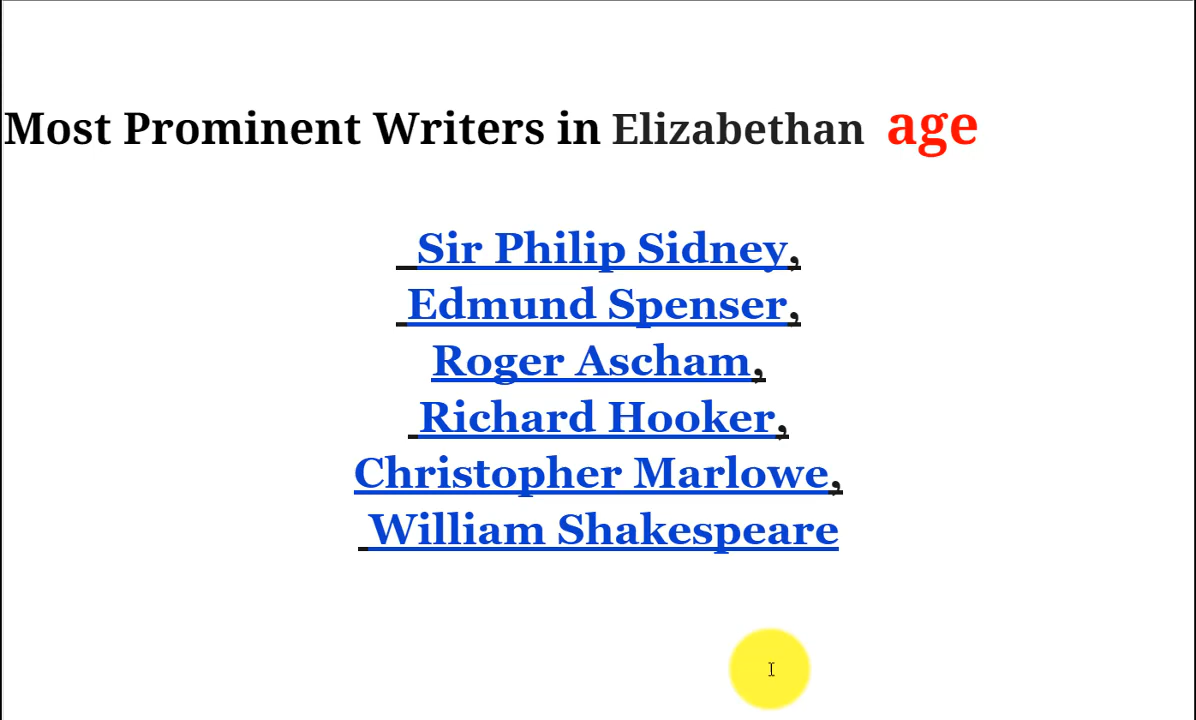 Most Prominent Writers in Elizabethan age
Sir Philip Sidney,
Edmund Spenser,
Roger Ascham,
Richard Hooker,
Christopher Marlowe,
William Shakespeare